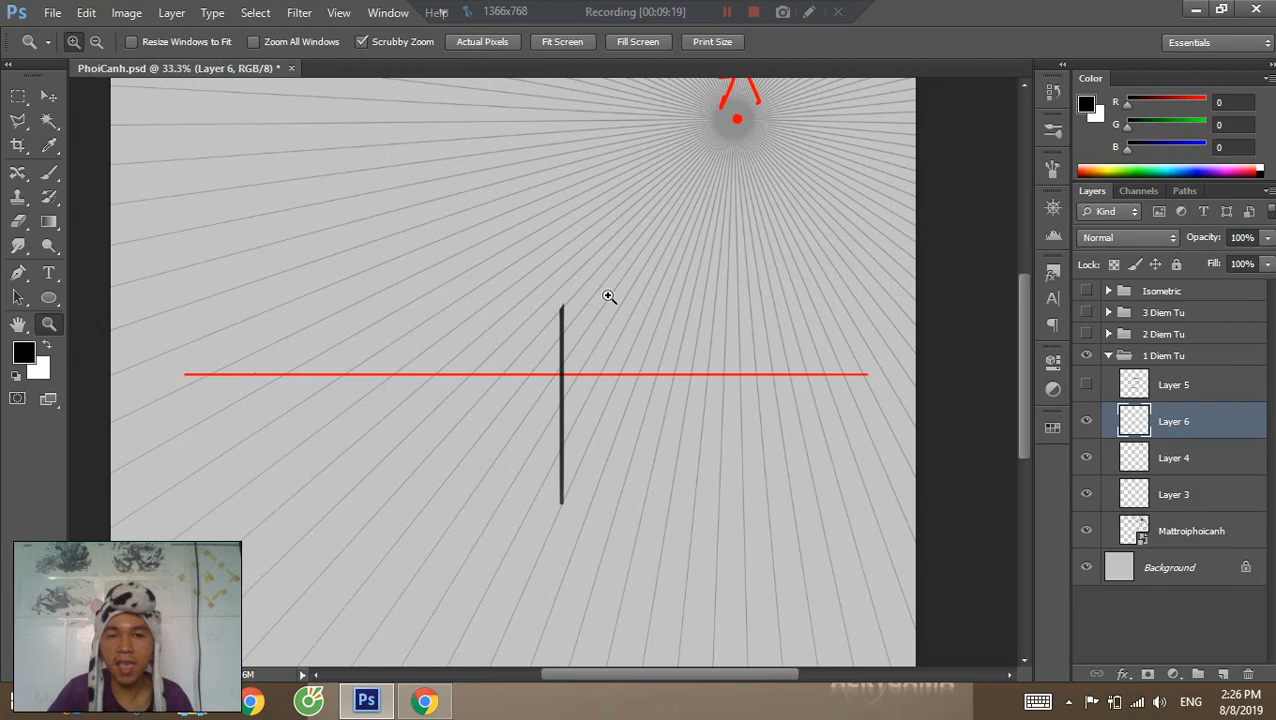 Ps File Edit Image Layer Type Select Filter View Window Help 1366x768 Recording [00:09:19]
Resize Windows to Fit Zoom All Windows Scrubby Zoom Actual Pixels Fit Screen Fill Screen Print Size Essentials
PhoiCanh.psd @ 33.3% (Layer 6, RGB/8) * ×
Color
R 0
G 0
B 0
Layers Channels Paths
Kind
Normal Opacity: 100%
Lock: Fill: 100%
Isometric
3 Diem Tu
2 Diem Tu
1 Diem Tu
Layer 5
Layer 6
Layer 4
Layer 3
Mattroiphoicanh
Background
6M
Ps ENG 2:26 PM
8/8/2019